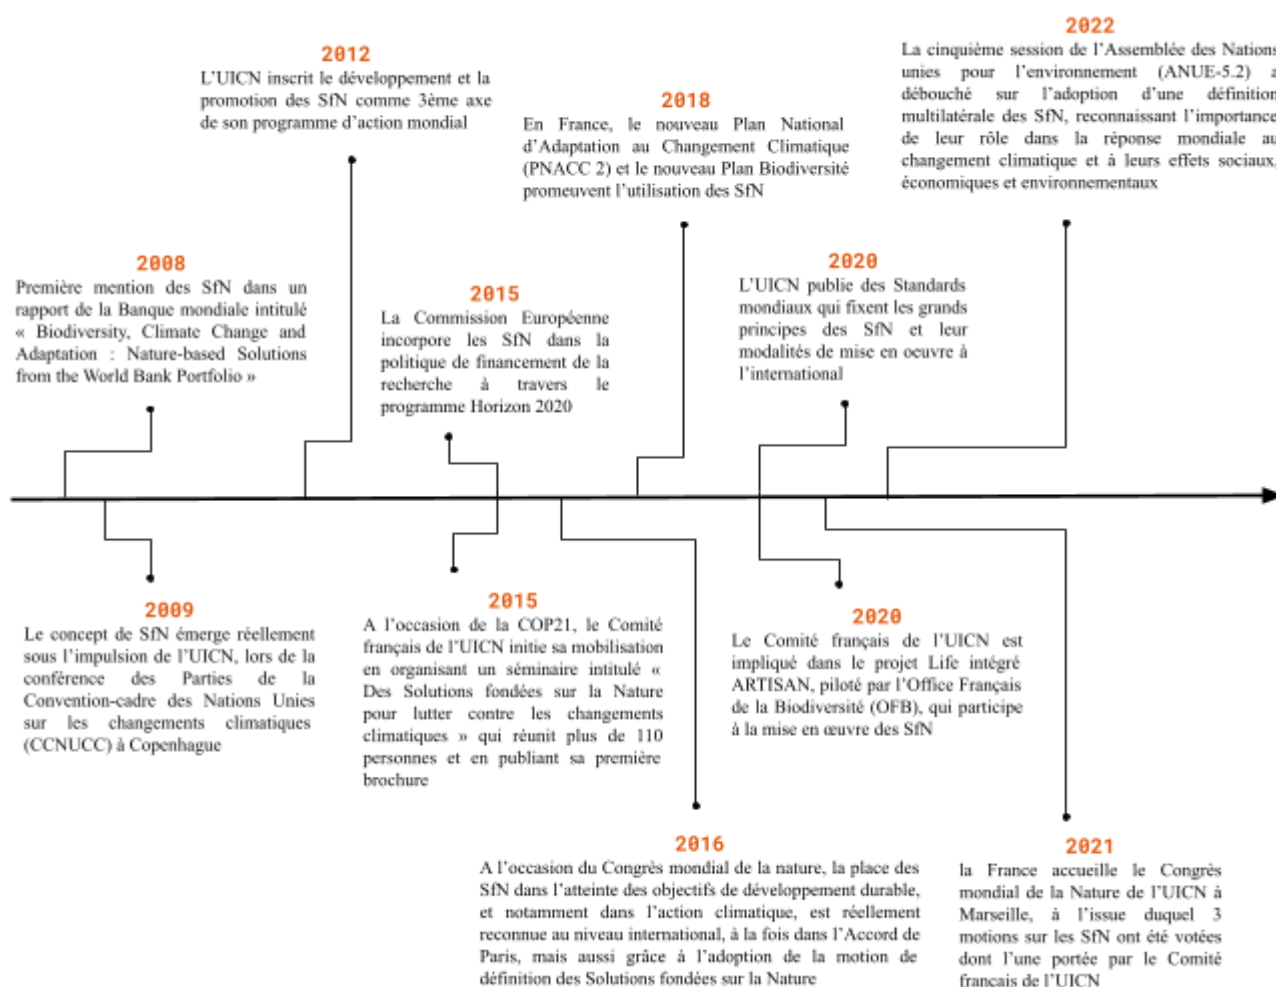 2008
Première mention des SfN dans un
rapport de la Banque mondiale intitulé
« Biodiversity, Climate Change and
Adaptation : Nature-based Solutions
from the World Bank Portfolio »
2009
Le concept de SfN émerge réellement
sous l'impulsion de l'UICN, lors de la
conférence des Parties de la
Convention-cadre des Nations Unies
sur les changements climatiques
(CCNUCC) à Copenhague
2012
L'UICN inscrit le développement et la
promotion des SfN comme 3ème axe
de son programme d'action mondial
2015
La Commission Européenne
incorpore les SfN dans la
politique de financement de la
recherche à travers le
programme Horizon 2020
2015
A l'occasion de la COP21, le Comité
français de l'UICN initie sa mobilisation
en organisant un séminaire intitulé «
Des Solutions fondées sur la Nature
pour lutter contre les changements
climatiques » qui réunit plus de 110
personnes et en publiant sa première
brochure
2016
A l'occasion du Congrès mondial de la nature, la place des
SfN dans l'atteinte des objectifs de développement durable,
et notamment dans l'action climatique, est réellement
reconnue au niveau international, à la fois dans l'Accord de
Paris, mais aussi grâce à l'adoption de la motion de
définition des Solutions fondées sur la Nature
2018
En France, le nouveau Plan National
d'Adaptation au Changement Climatique
(PNACC 2) et le nouveau Plan Biodiversité
promeuvent l'utilisation des SfN
2020
L'UICN publie des Standards
mondiaux qui fixent les grands
principes des SfN et leur
modalités de mise en oeuvre à
l'international
2020
Le Comité français de l'UICN est
impliqué dans le projet Life intégré
ARTISAN, piloté par l'Office Français
de la Biodiversité (OFB), qui participe
à la mise en œuvre des SfN
2021
la France accueille le Congrès
mondial de la Nature de l'UICN à
Marseille, à l'issue duquel 3
motions sur les SfN ont été votées
dont l'une portée par le Comité
français de l'UICN
2022
La cinquième session de l'Assemblée des Nations
unies pour l'environnement (ANUE-5.2) a
débouché sur l'adoption d'une définition
multilatérale des SfN, reconnaissant l'importance
de leur rôle dans la réponse mondiale au
changement climatique et à leurs effets sociaux,
économiques et environnementaux